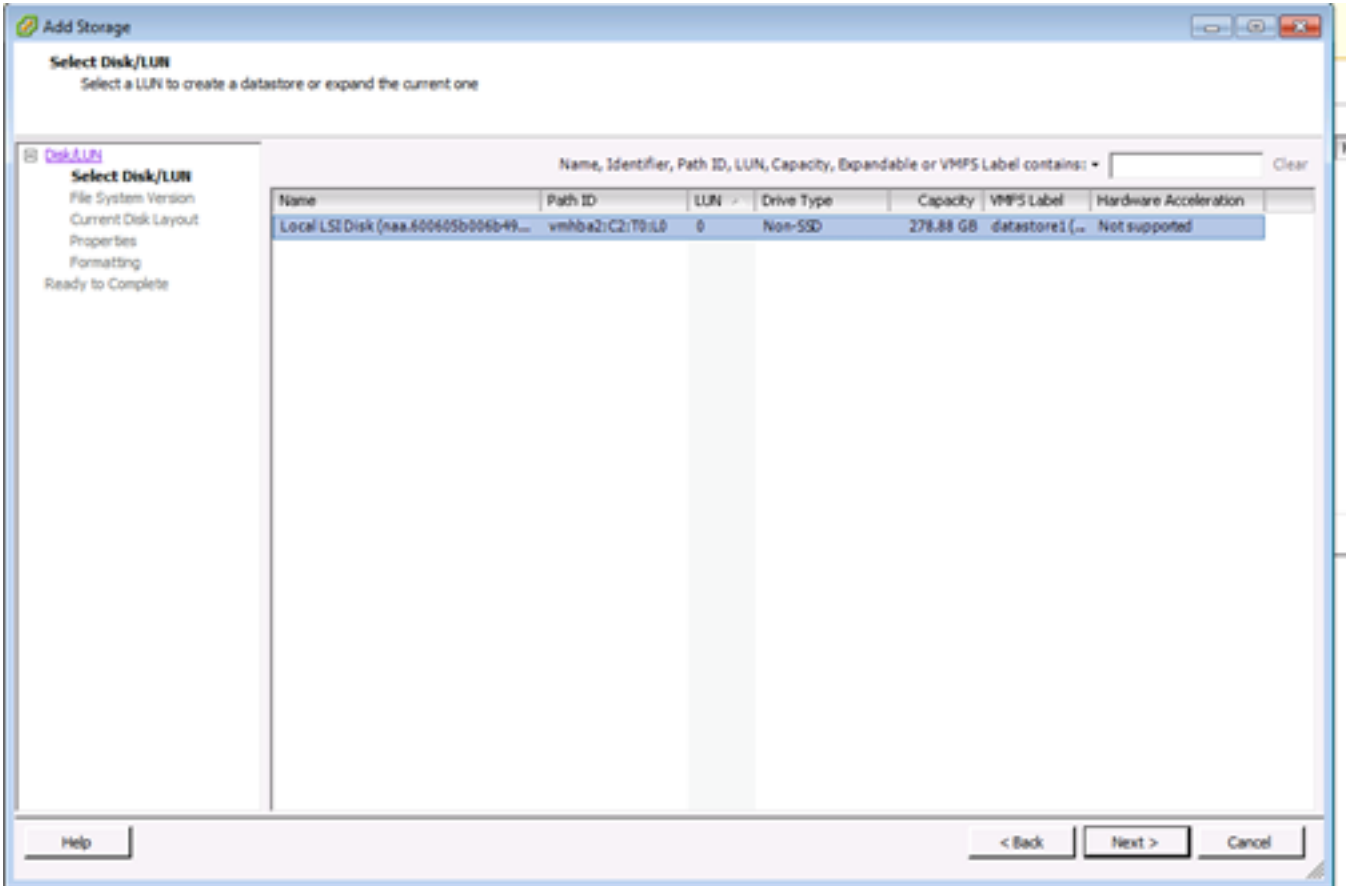 Add Storage
Select Disk/LUN
Select a LUN to create a datastore or expand the current one
Disk/LUN
Select Disk/LUN
File System Version
Current Disk Layout
Properties
Formatting
Ready to Complete
Name, Identifier, Path ID, LUN, Capacity, Expandable or VMFS Label contains: Clear
Name Path ID LUN Drive Type Capacity VMFS Label Hardware Acceleration
Local LSI Disk (naa.600605b006b49... vmhba2:C2:T0:L0 0 Non-SSD 278.88 GB datastore1 (... Not supported
Help < Back Next > Cancel